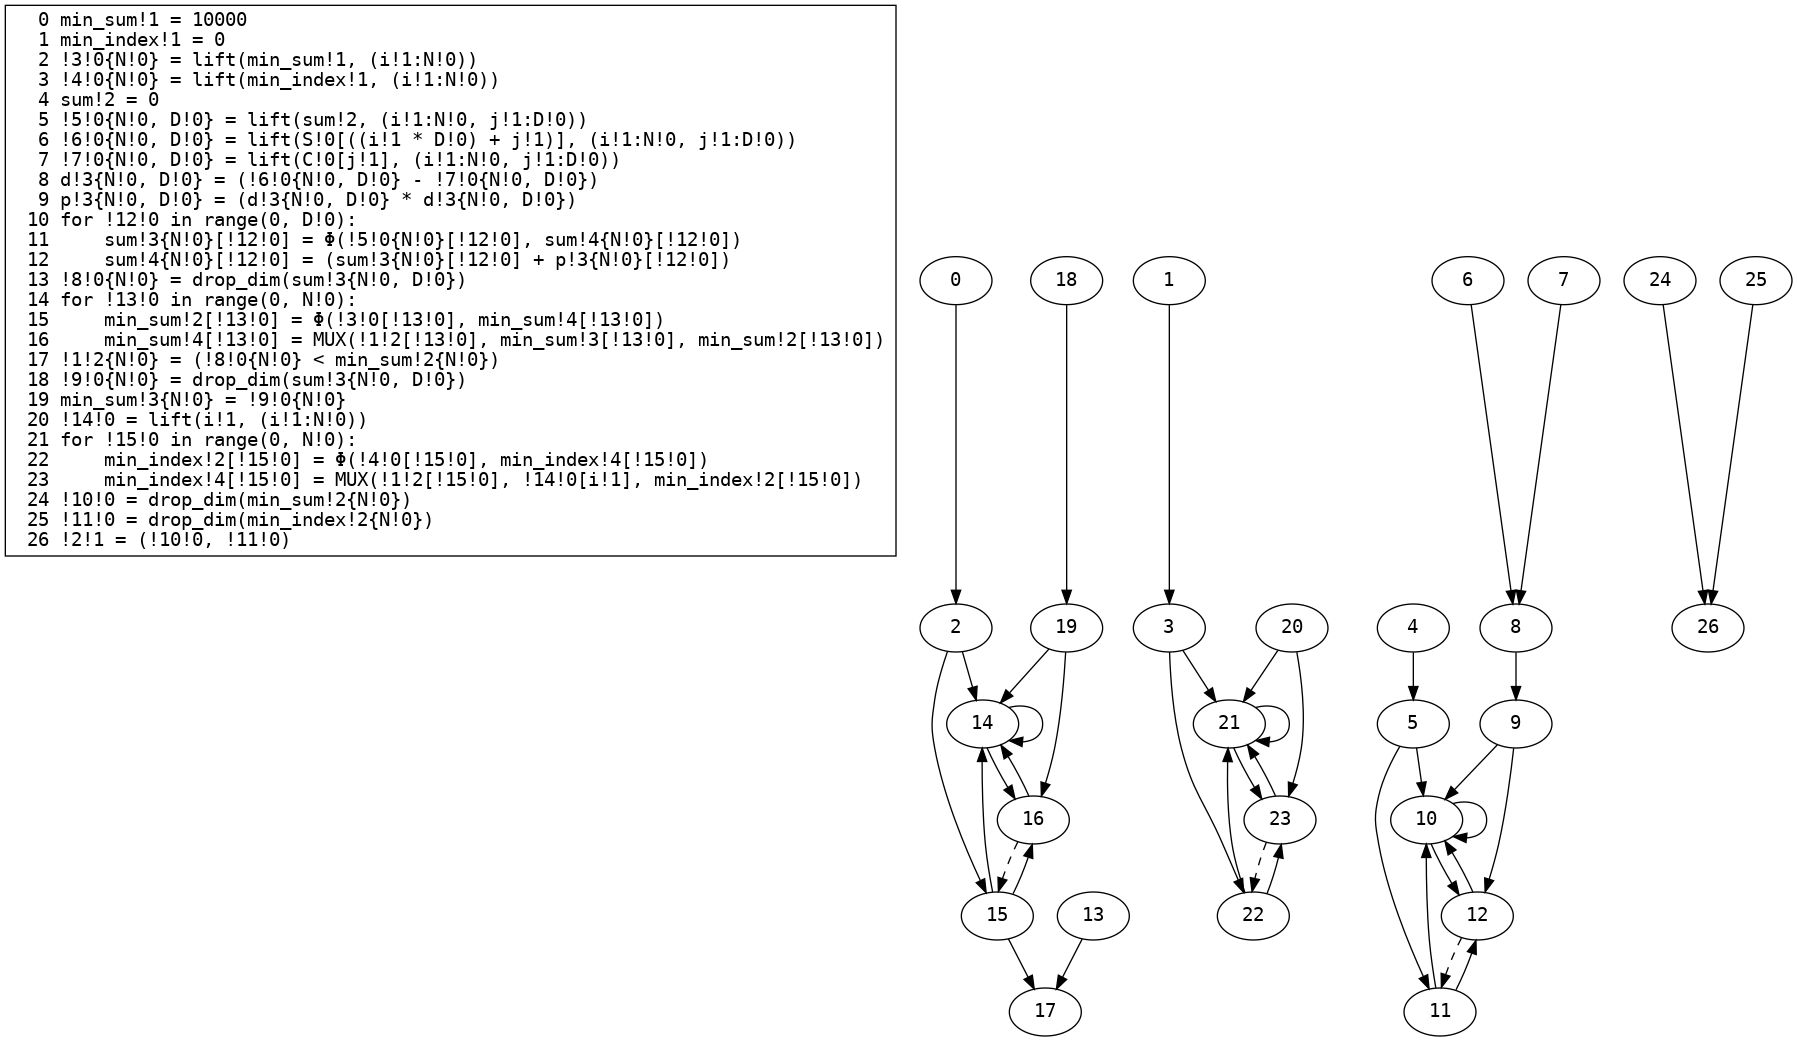 0 min_sum!1 = 10000
1 min_index!1 = 0
2 !3!0{N!0} = lift(min_sum!1, (i!1:N!0))
3 !4!0{N!0} = lift(min_index!1, (i!1:N!0))
4 sum!2 = 0
5 !5!0{N!0, D!0} = lift(sum!2, (i!1:N!0, j!1:D!0))
6 !6!0{N!0, D!0} = lift(S!0[((i!1 * D!0) + j!1)], (i!1:N!0, j!1:D!0))
7 !7!0{N!0, D!0} = lift(C!0[j!1], (i!1:N!0, j!1:D!0))
8 d!3{N!0, D!0} = (!6!0{N!0, D!0} - !7!0{N!0, D!0})
9 p!3{N!0, D!0} = (d!3{N!0, D!0} * d!3{N!0, D!0})
10 for !12!0 in range(0, D!0):
11     sum!3{N!0}[!12!0] = Φ(!5!0{N!0}[!12!0], sum!4{N!0}[!12!0])
12     sum!4{N!0}[!12!0] = (sum!3{N!0}[!12!0] + p!3{N!0}[!12!0])
13 !8!0{N!0} = drop_dim(sum!3{N!0, D!0})
14 for !13!0 in range(0, N!0):
15     min_sum!2[!13!0] = Φ(!3!0[!13!0], min_sum!4[!13!0])
16     min_sum!4[!13!0] = MUX(!1!2[!13!0], min_sum!3[!13!0], min_sum!2[!13!0])
17 !1!2{N!0} = (!8!0{N!0} < min_sum!2{N!0})
18 !9!0{N!0} = drop_dim(sum!3{N!0, D!0})
19 min_sum!3{N!0} = !9!0{N!0}
20 !14!0 = lift(i!1, (i!1:N!0))
21 for !15!0 in range(0, N!0):
22     min_index!2[!15!0] = Φ(!4!0[!15!0], min_index!4[!15!0])
23     min_index!4[!15!0] = MUX(!1!2[!15!0], !14!0[i!1], min_index!2[!15!0])
24 !10!0 = drop_dim(min_sum!2{N!0})
25 !11!0 = drop_dim(min_index!2{N!0})
26 !2!1 = (!10!0, !11!0)
0 18 1 6 7 24 25
2 19 3 20 4 8 26
14 21 5 9
16 23 10
15 13 22 12
17 11